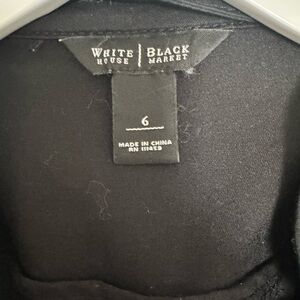 WHITE | BLACK
HOUSE | MARKET
6
MADE IN CHINA